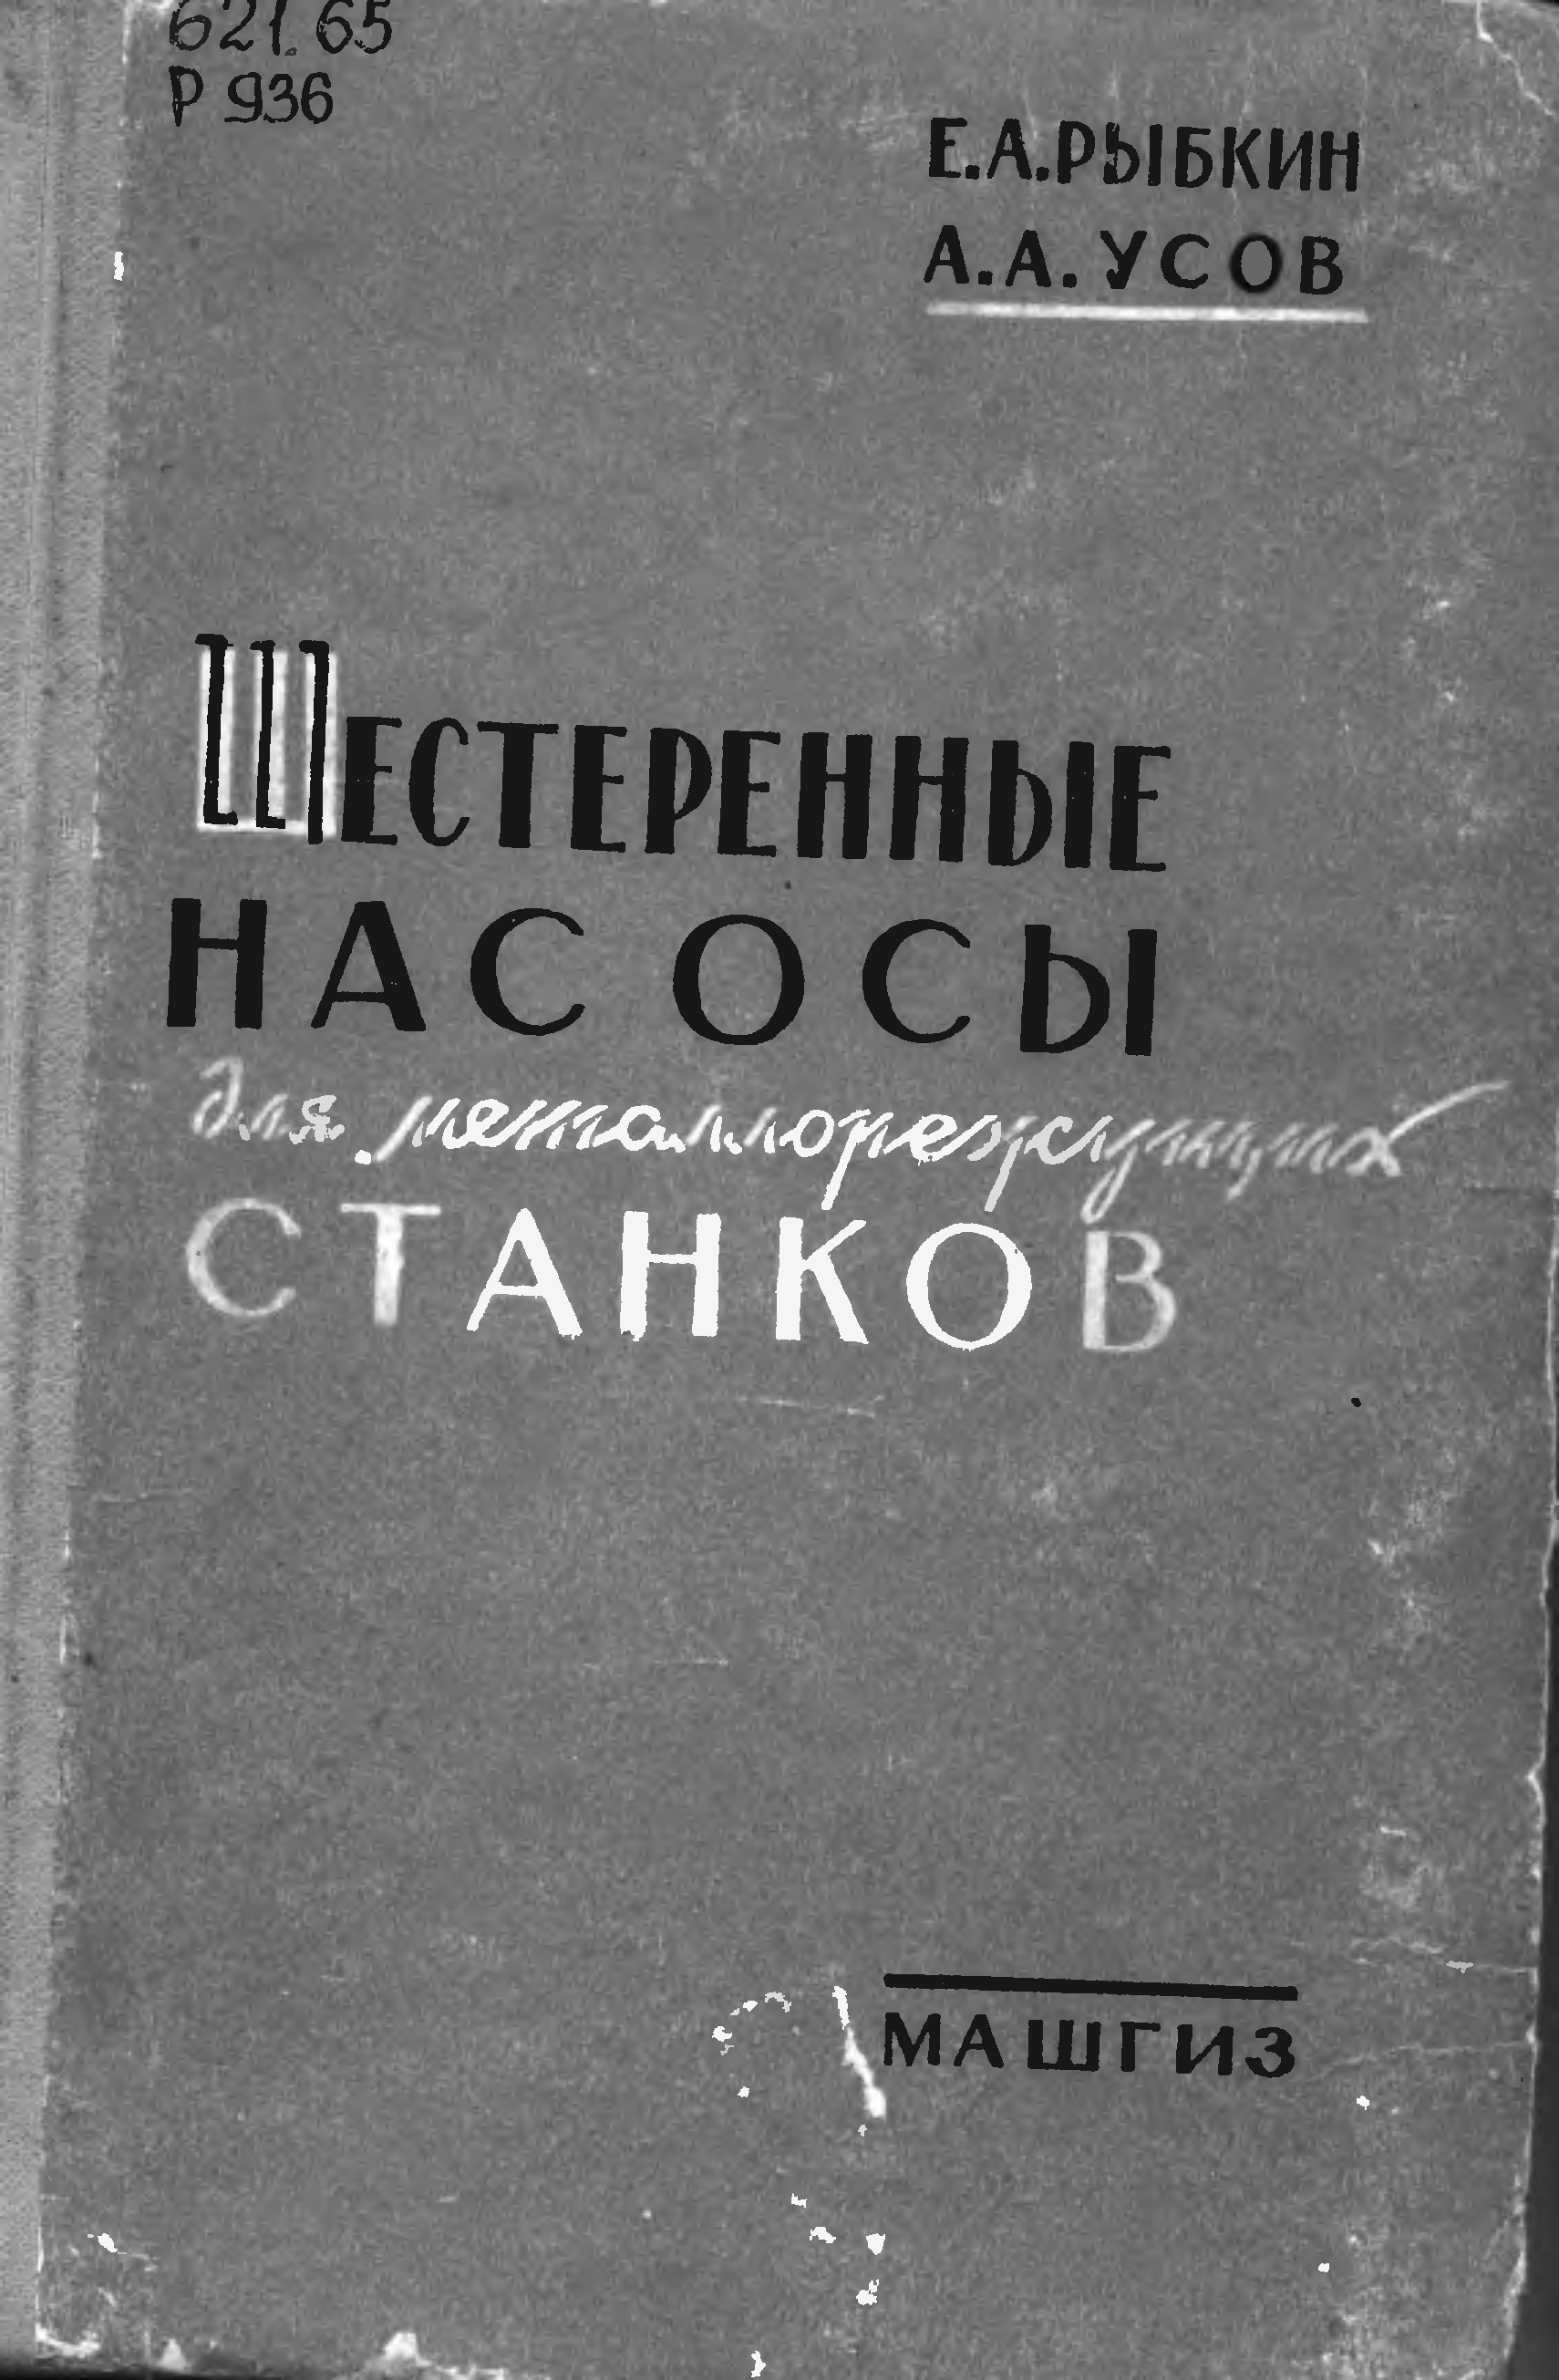 621.65
Р 936
Е.А.РЫБКИН
А.А.УСОВ
ШЕСТЕРЕННЫЕ
НАСОСЫ
для металлорежущих
СТАНКОВ
МАШГИЗ